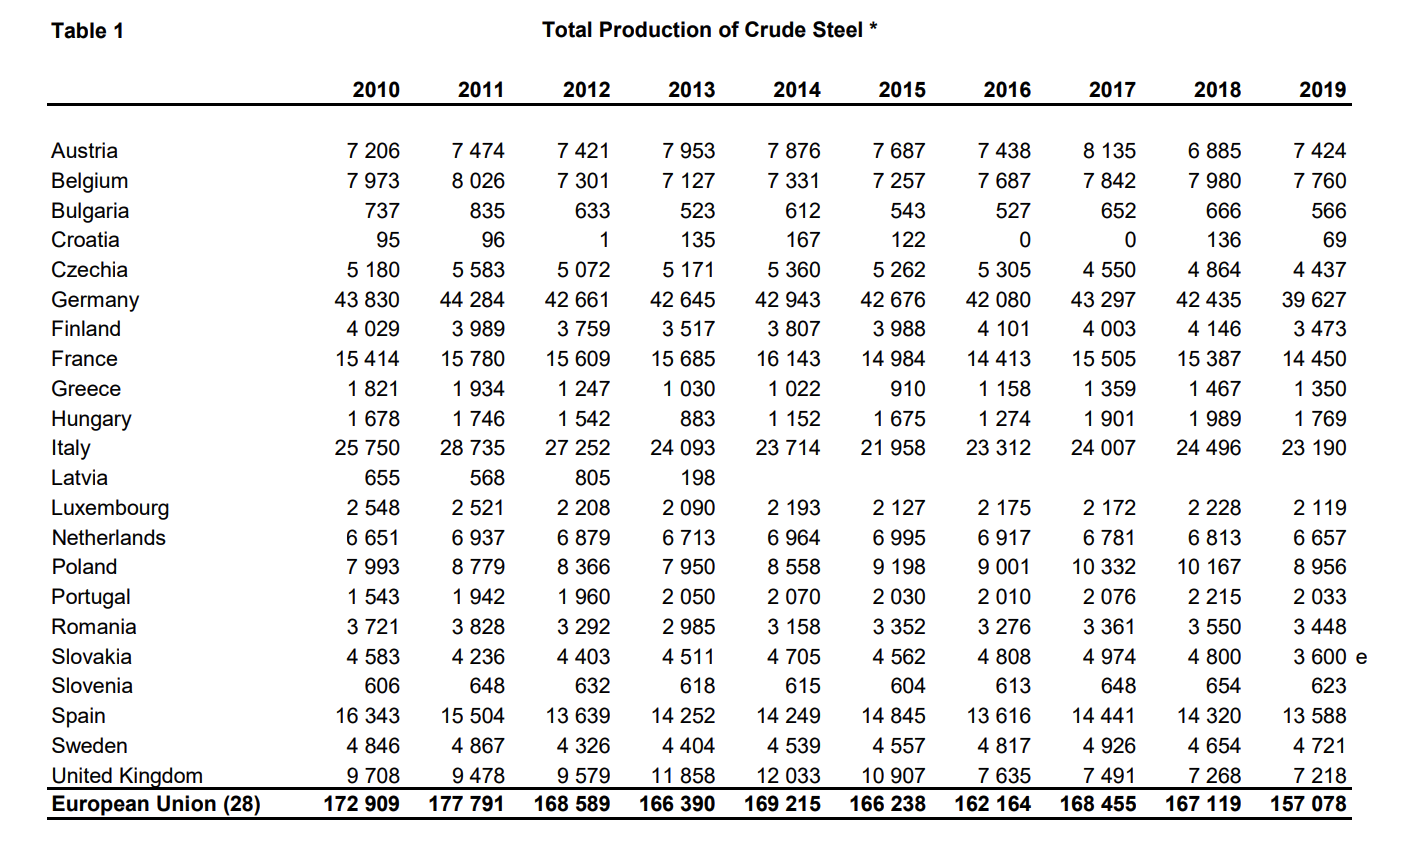 Table 1 Total Production of Crude Steel *
2010 2011 2012 2013 2014 2015 2016 2017 2018 2019
Austria 7 206 7 474 7 421 7 953 7 876 7 687 7 438 8 135 6 885 7 424
Belgium 7 973 8 026 7 301 7 127 7 331 7 257 7 687 7 842 7 980 7 760
Bulgaria 737 835 633 523 612 543 527 652 666 566
Croatia 95 96 1 135 167 122 0 0 136 69
Czechia 5 180 5 583 5 072 5 171 5 360 5 262 5 305 4 550 4 864 4 437
Germany 43 830 44 284 42 661 42 645 42 943 42 676 42 080 43 297 42 435 39 627
Finland 4 029 3 989 3 759 3 517 3 807 3 988 4 101 4 003 4 146 3 473
France 15 414 15 780 15 609 15 685 16 143 14 984 14 413 15 505 15 387 14 450
Greece 1 821 1 934 1 247 1 030 1 022 910 1 158 1 359 1 467 1 350
Hungary 1 678 1 746 1 542 883 1 152 1 675 1 274 1 901 1 989 1 769
Italy 25 750 28 735 27 252 24 093 23 714 21 958 23 312 24 007 24 496 23 190
Latvia 655 568 805 198
Luxembourg 2 548 2 521 2 208 2 090 2 193 2 127 2 175 2 172 2 228 2 119
Netherlands 6 651 6 937 6 879 6 713 6 964 6 995 6 917 6 781 6 813 6 657
Poland 7 993 8 779 8 366 7 950 8 558 9 198 9 001 10 332 10 167 8 956
Portugal 1 543 1 942 1 960 2 050 2 070 2 030 2 010 2 076 2 215 2 033
Romania 3 721 3 828 3 292 2 985 3 158 3 352 3 276 3 361 3 550 3 448
Slovakia 4 583 4 236 4 403 4 511 4 705 4 562 4 808 4 974 4 800 3 600 e
Slovenia 606 648 632 618 615 604 613 648 654 623
Spain 16 343 15 504 13 639 14 252 14 249 14 845 13 616 14 441 14 320 13 588
Sweden 4 846 4 867 4 326 4 404 4 539 4 557 4 817 4 926 4 654 4 721
United Kingdom 9 708 9 478 9 579 11 858 12 033 10 907 7 635 7 491 7 268 7 218
European Union (28) 172 909 177 791 168 589 166 390 169 215 166 238 162 164 168 455 167 119 157 078